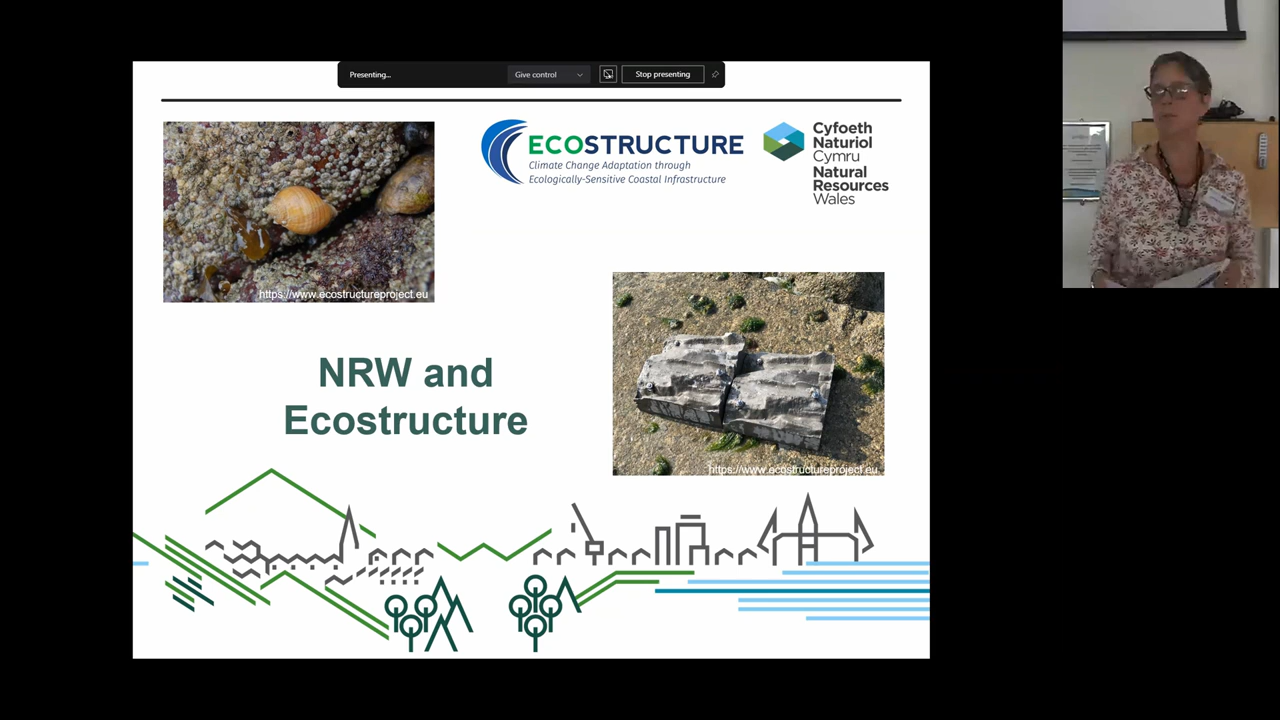 Presenting...
Give control
Stop presenting
ECOSTRUCTURE
Climate Change Adaptation through
Ecologically-Sensitive Coastal Infrastructure
Cyfoeth
Naturiol
Cymru
Natural
Resources
Wales
https://www.ecostructureproject.eu
https://www.ecostructureproject.eu
NRW and
Ecostructure